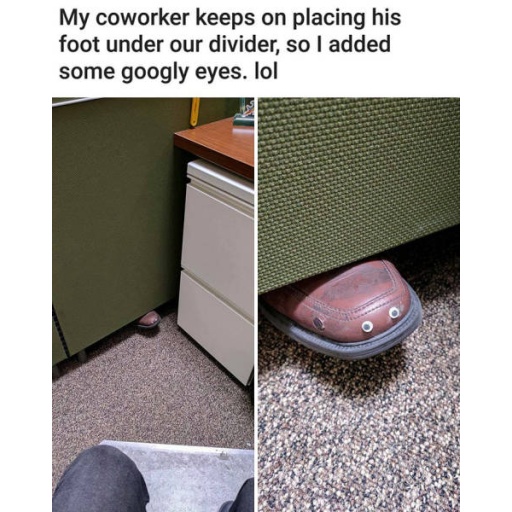 My coworker keeps on placing his
foot under our divider, so I added
some googly eyes. lol